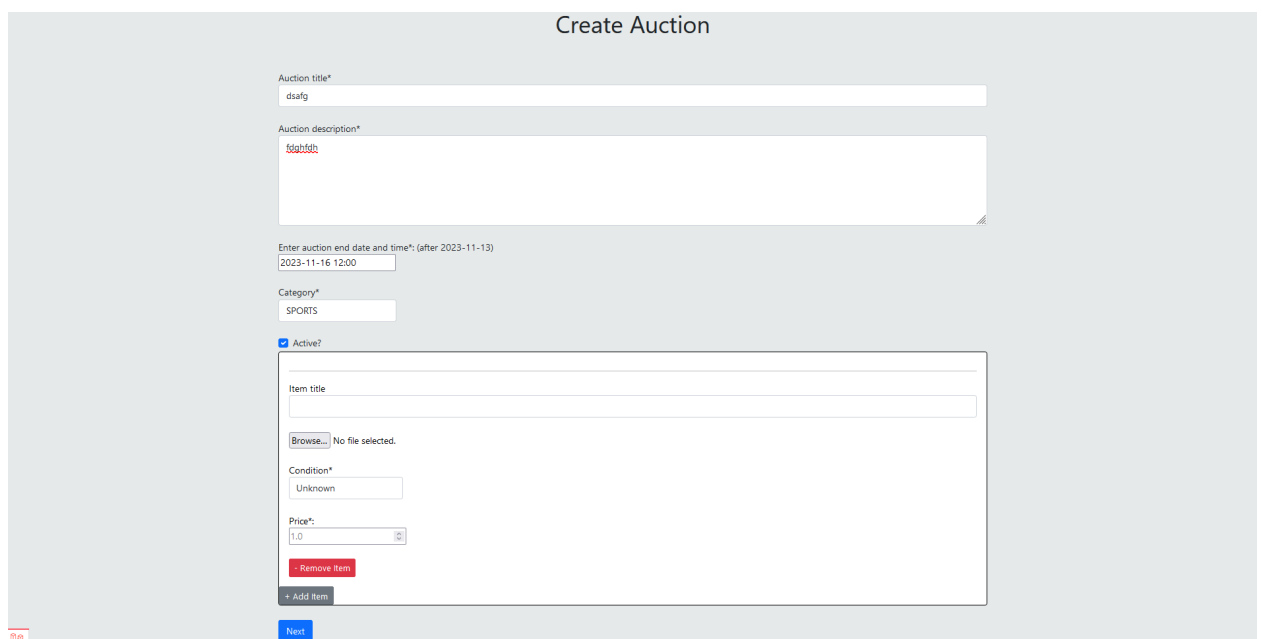 Create Auction
Auction title*
dsafg
Auction description*
fdghfdh
Enter auction end date and time*: (after 2023-11-13)
2023-11-16 12:00
Category*
SPORTS
Active?
Item title
Browse... No file selected.
Condition*
Unknown
Price*:
1.0
- Remove Item
+ Add Item
Next